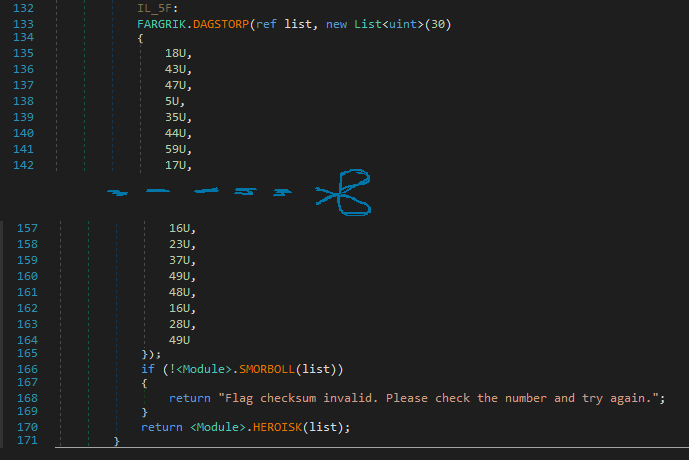 132 IL_5F:
133 FARGRIK.DAGSTORP(ref list, new List<uint>(30)
134 {
135 18U,
136 43U,
137 47U,
138 5U,
139 35U,
140 44U,
141 59U,
142 17U,
157 16U,
158 23U,
159 37U,
160 49U,
161 48U,
162 16U,
163 28U,
164 49U
165 });
166 if (!<Module>.SMORBOLL(list))
167 {
168 return "Flag checksum invalid. Please check the number and try again.";
169 }
170 return <Module>.HEROISK(list);
171 }